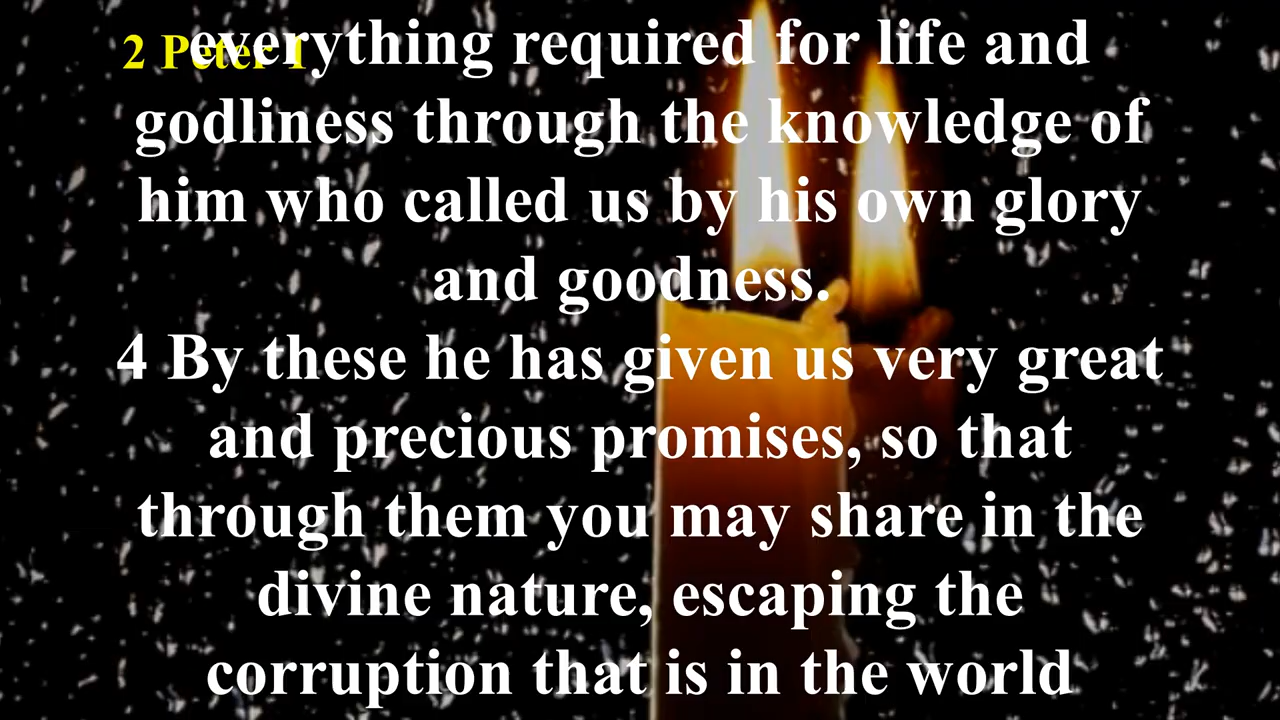 2 Peter 1
everything required for life and
godliness through the knowledge of
him who called us by his own glory
and goodness.
4 By these he has given us very great
and precious promises, so that
through them you may share in the
divine nature, escaping the
corruption that is in the world